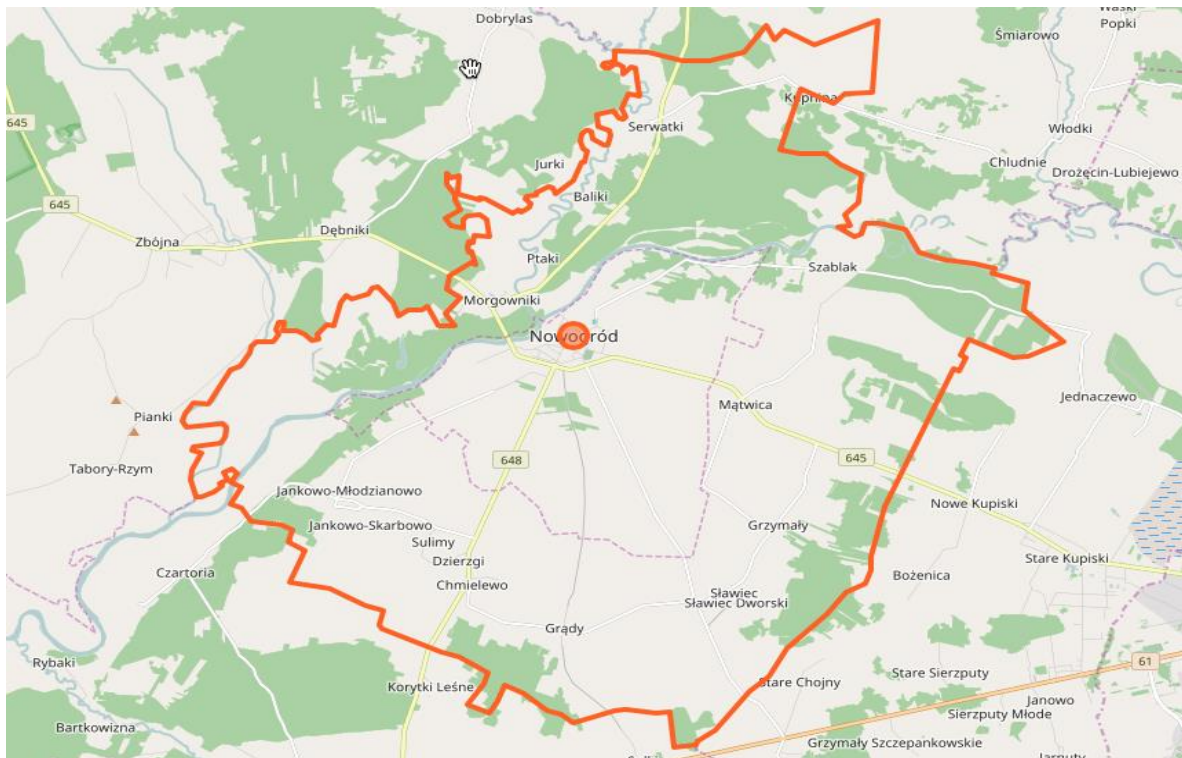 Dobrylas
Wąski
Popki
Śmiarowo
645
Kupnina
Serwatki
Włodki
Jurki
Chludnie
Drożęcin-Lubiejewo
645
Baliki
Dębniki
Zbójna
Ptaki
Szablak
Morgowniki
Nowogród
Jednaczewo
Mątwica
Pianki
645
648
Tabory-Rzym
Jankowo-Młodzianowo
Nowe Kupiski
Jankowo-Skarbowo
Grzymały
Sulimy
Stare Kupiski
Dzierzgi
Czartoria
Bożenica
Chmielewo
Sławiec
Sławiec Dworski
Grądy
Rybaki
61
Stare Sierzputy
Korytki Leśne
Stare Chojny
Janowo
Sierzputy Młode
Bartkowizna
Grzymały Szczepankowskie